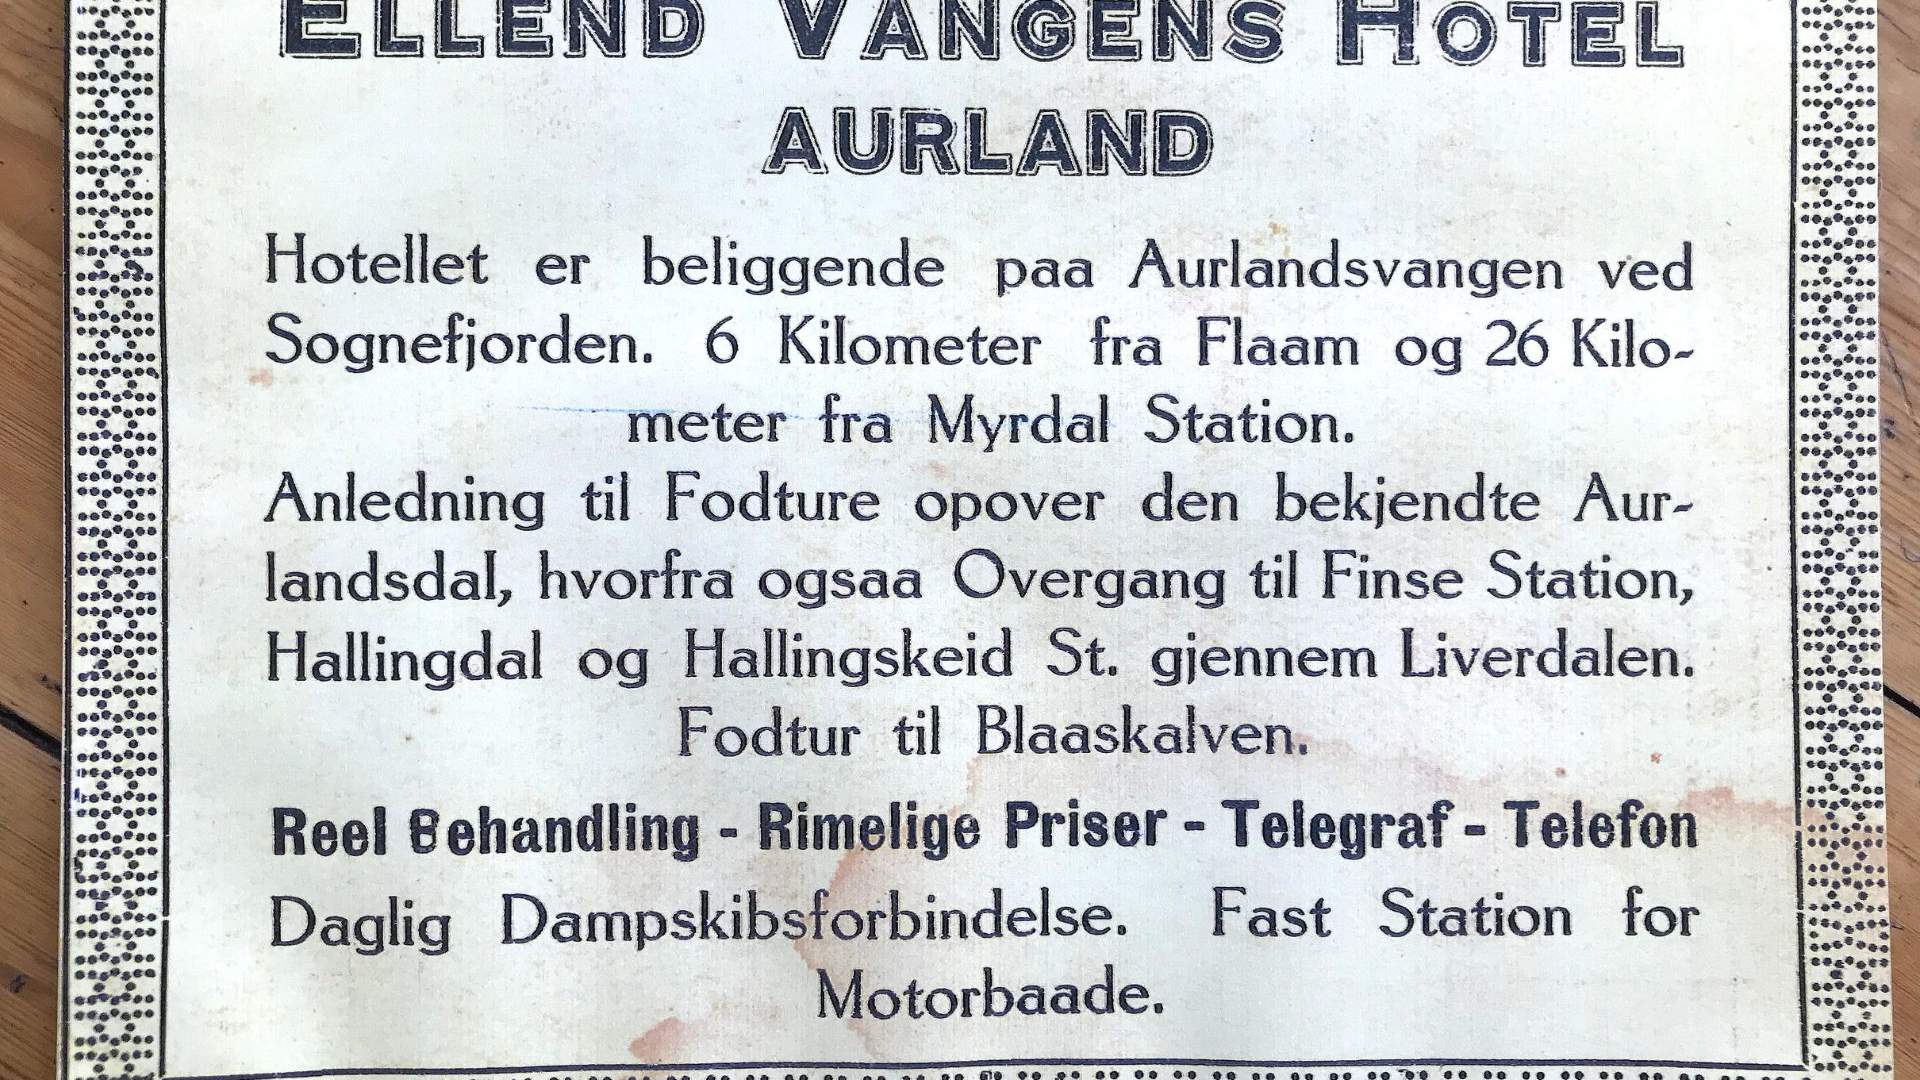 ELLEND VANGENS HOTEL
AURLAND
Hotellet er beliggende paa Aurlandsvangen ved
Sognefjorden. 6 Kilometer fra Flaam og 26 Kilo-
meter fra Myrdal Station.
Anledning til Fodture opover den bekjendte Aur-
landsdal, hvorfra ogsaa Overgang til Finse Station,
Hallingdal og Hallingskeid St. gjennem Liverdalen.
Fodtur til Blaaskalven.
Reel Behandling - Rimelige Priser - Telegraf - Telefon
Daglig Dampskibsforbindelse. Fast Station for
Motorbaade.